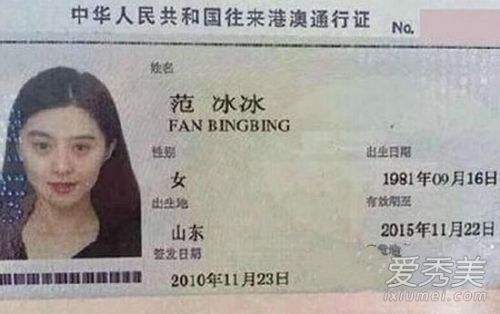 中华人民共和国往来港澳通行证
No.
姓名
范 冰冰
FAN BINGBING
性别
出生日期
女
1981年09月16日
出生地
有效期至
山东
2015年11月22日
签发日期
2010年11月23日
爱秀美
ixiumei.com